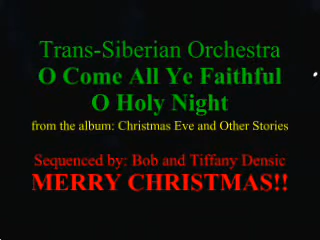 Trans-Siberian Orchestra
O Come All Ye Faithful
O Holy Night
from the album: Christmas Eve and Other Stories
Sequenced by: Bob and Tiffany Densic
MERRY CHRISTMAS!!